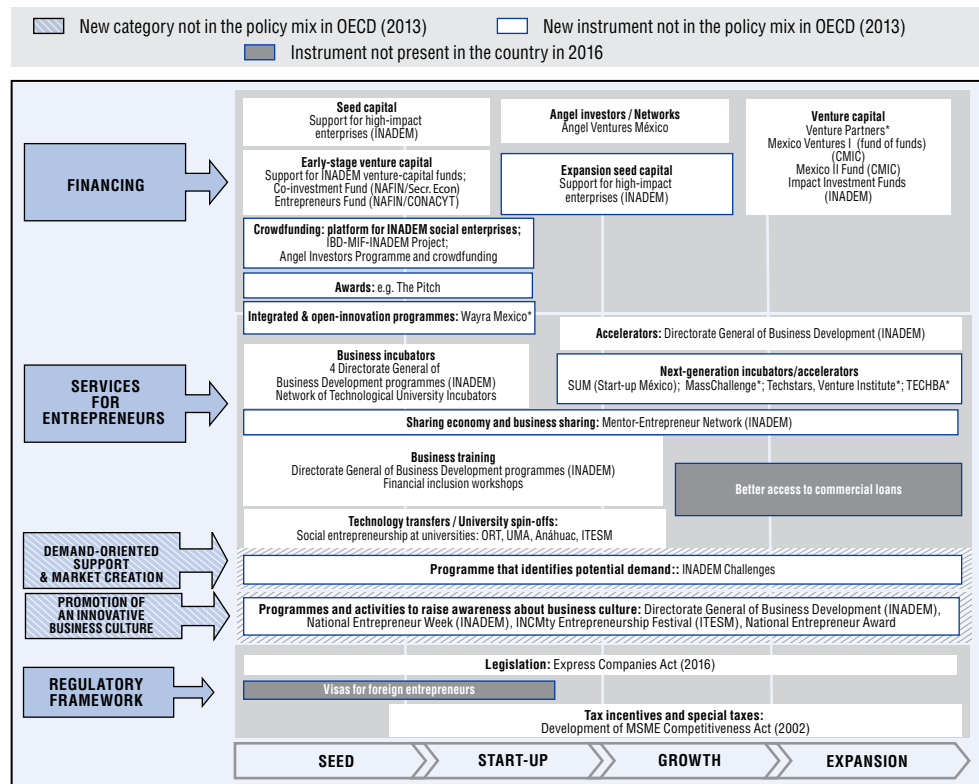 New category not in the policy mix in OECD (2013)
New instrument not in the policy mix in OECD (2013)
Instrument not present in the country in 2016
FINANCING
Seed capital
Support for high-impact
enterprises (INADEM)
Angel investors / Networks
Angel Ventures México
Venture capital
Venture Partners*
Mexico Ventures I (fund of funds)
(CMIC)
Mexico II Fund (CMIC)
Impact Investment Funds
(INADEM)
Early-stage venture capital
Support for INADEM venture-capital funds;
Co-investment Fund (NAFIN/Secr. Econ)
Entrepreneurs Fund (NAFIN/CONACYT)
Expansion seed capital
Support for high-impact
enterprises (INADEM)
Crowdfunding: platform for INADEM social enterprises;
IBD-MIF-INADEM Project;
Angel Investors Programme and crowdfunding
Awards: e.g. The Pitch
Integrated & open-innovation programmes: Wayra Mexico*
SERVICES
FOR
ENTREPRENEURS
Accelerators: Directorate General of Business Development (INADEM)
Business incubators
4 Directorate General of
Business Development programmes (INADEM)
Network of Technological University Incubators
Next-generation incubators/accelerators
SUM (Start-up México); MassChallenge*; Techstars, Venture Institute*; TECHBA*
Sharing economy and business sharing: Mentor-Entrepreneur Network (INADEM)
Business training
Directorate General of Business Development programmes (INADEM)
Financial inclusion workshops
Better access to commercial loans
Technology transfers / University spin-offs:
Social entrepreneurship at universities: ORT, UMA, Anáhuac, ITESM
DEMAND-ORIENTED
SUPPORT
& MARKET CREATION
Programme that identifies potential demand:: INADEM Challenges
PROMOTION OF
AN INNOVATIVE
BUSINESS CULTURE
Programmes and activities to raise awareness about business culture: Directorate General of Business Development (INADEM),
National Entrepreneur Week (INADEM), INCMty Entrepreneurship Festival (ITESM), National Entrepreneur Award
REGULATORY
FRAMEWORK
Legislation: Express Companies Act (2016)
Visas for foreign entrepreneurs
Tax incentives and special taxes:
Development of MSME Competitiveness Act (2002)
SEED
START-UP
GROWTH
EXPANSION